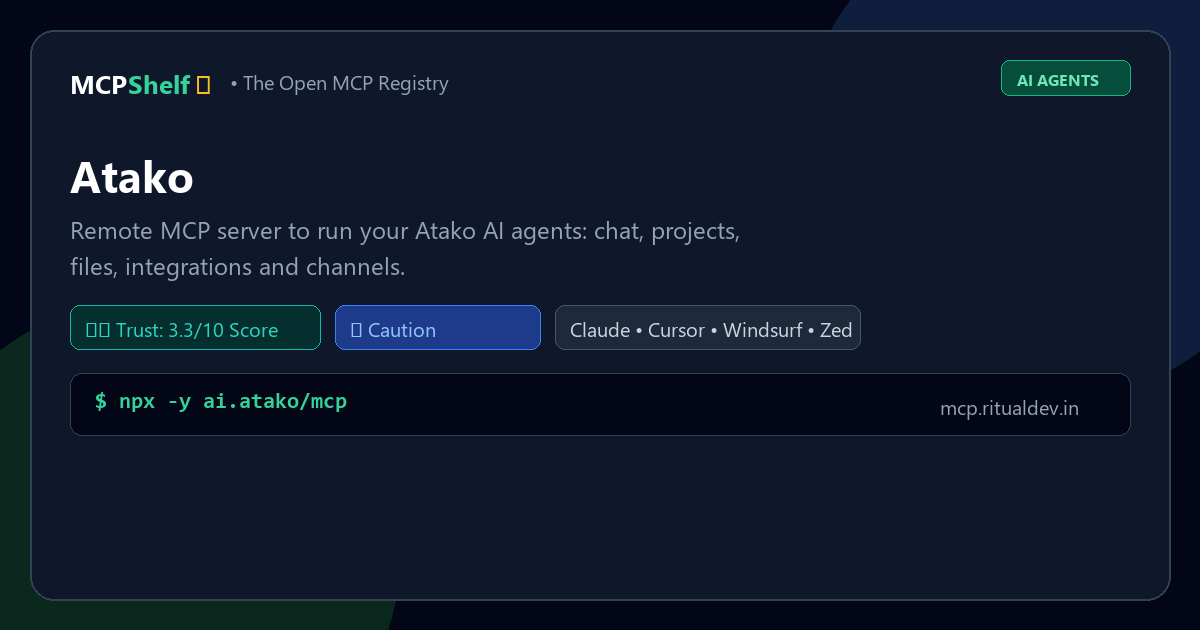 MCPShelf • The Open MCP Registry
AI AGENTS
Atako
Remote MCP server to run your Atako AI agents: chat, projects,
files, integrations and channels.
Trust: 3.3/10 Score
Caution
Claude • Cursor • Windsurf • Zed
$ npx -y ai.atako/mcp
mcp.ritualdev.in